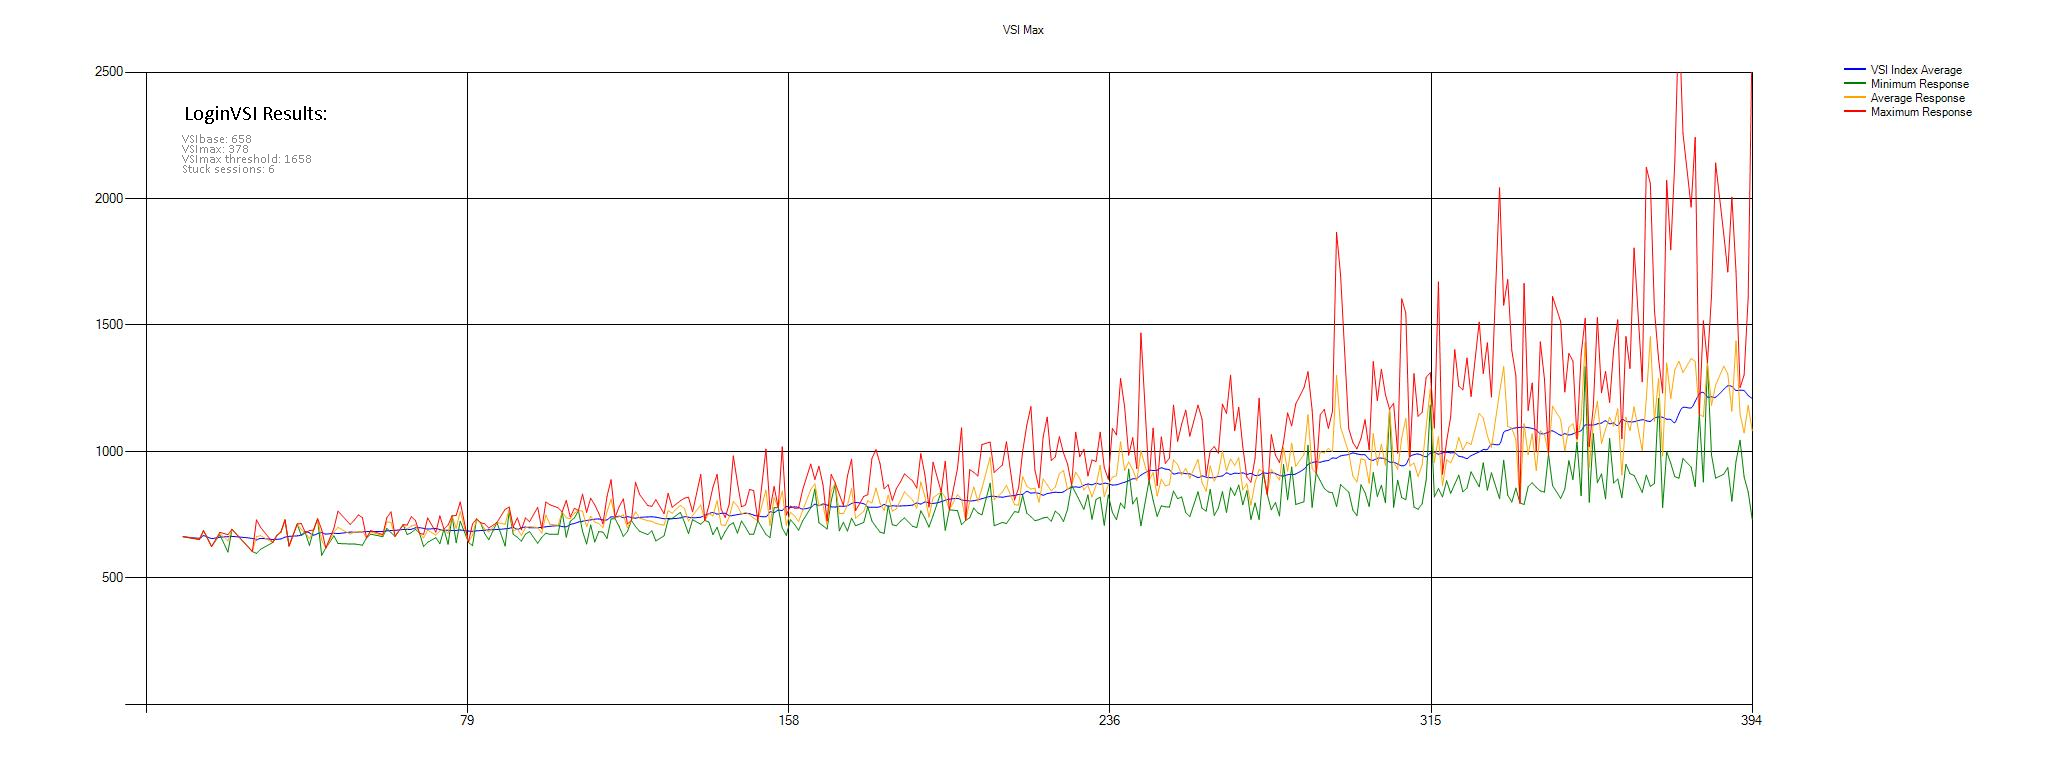 VSI Max
2500
2000
1500
1000
500
79
158
236
315
394
LoginVSI Results:
VSIbase: 658
VSImax: 378
VSImax threshold: 1658
Stuck sessions: 6
VSI Index Average
Minimum Response
Average Response
Maximum Response